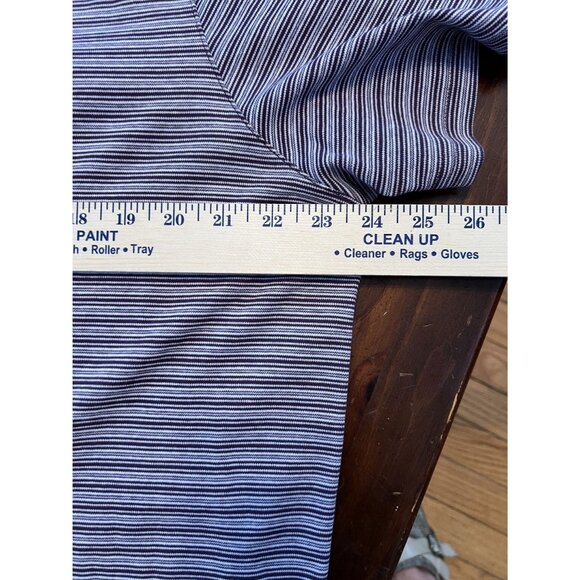 18 19 20 21 22 23 24 25 26
PAINT CLEAN UP
• Roller • Tray • Cleaner • Rags • Gloves